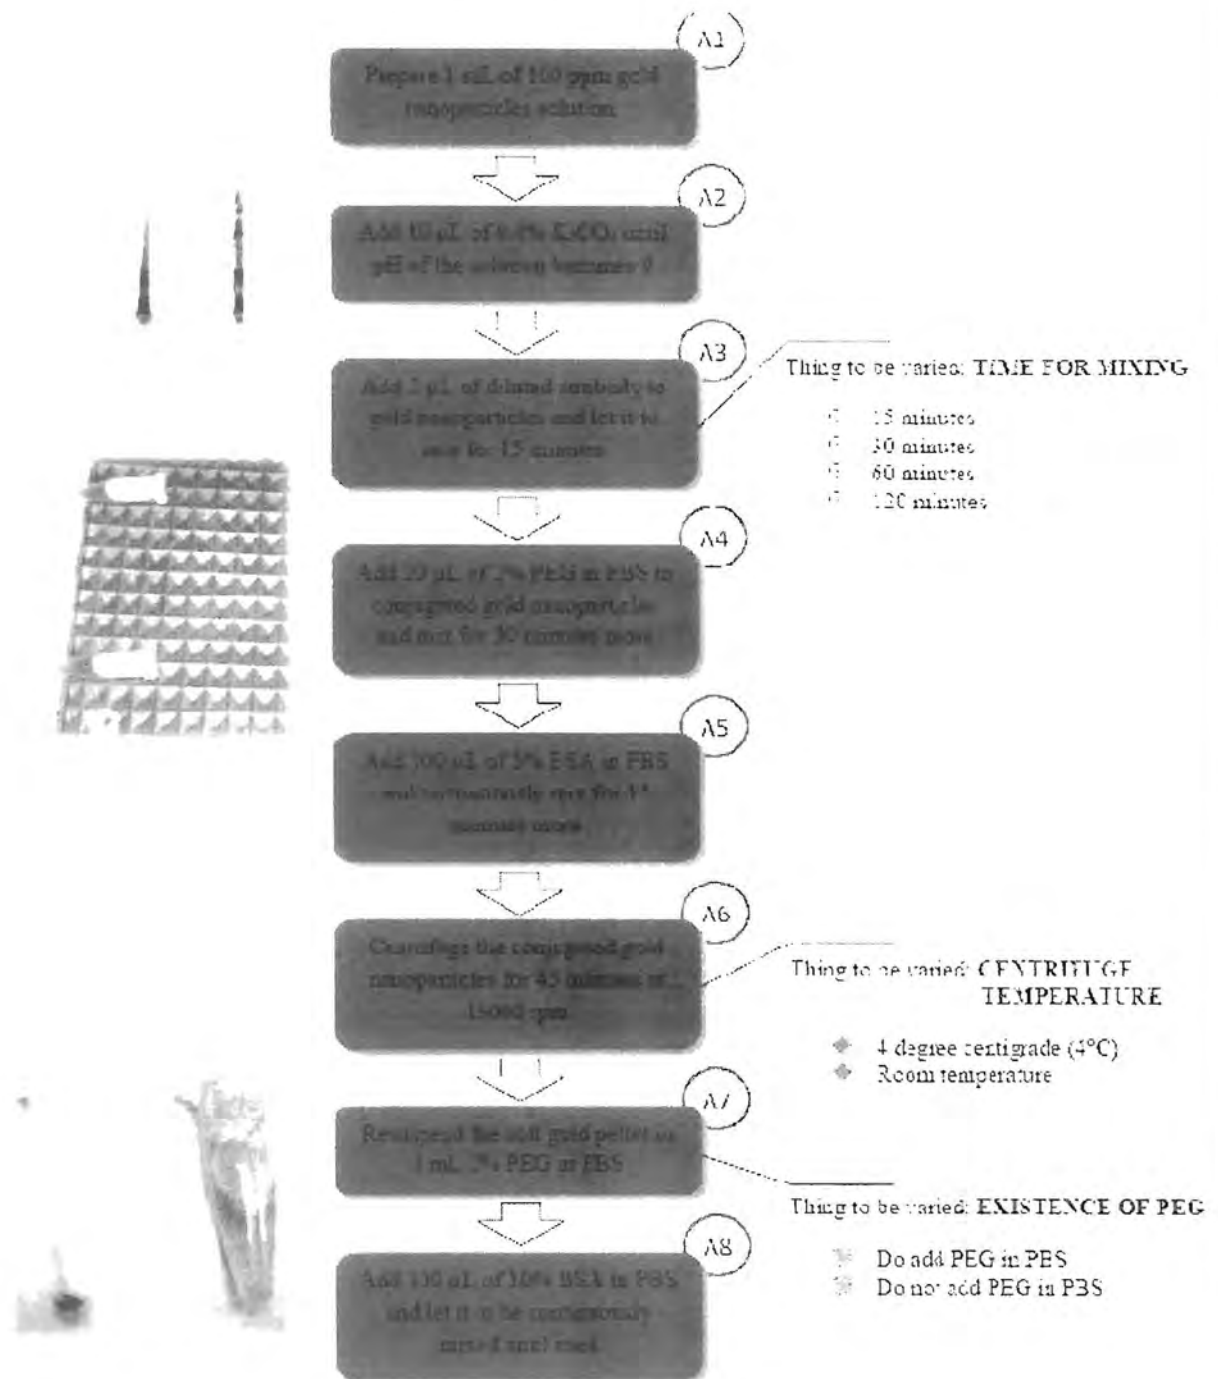 A1
Prepare 1 mL of 100 ppm gold
nanoparticles solution
A2
Add 10 µL of K₂CO₃ until
pH of the solution becomes 9
A3
Add µL of diluted antibody to
gold nanoparticles and let it to
mix for 15 minutes
Thing to be varied: TIME FOR MIXING
15 minutes
30 minutes
60 minutes
120 minutes
A4
Add µL of PEG in PBS to
conjugated gold nanoparticles
and mix for 30 minutes more
A5
Add µL of 5% BSA in PBS
and continuously mix for
minutes more
A6
Centrifuge the conjugated gold
nanoparticles for 45 minutes at
rpm
Thing to be varied: CENTRIFUGE
TEMPERATURE
4 degree centigrade (4°C)
Room temperature
A7
Resuspend the soft gold pellet in
1 mL PEG in PBS
Thing to be varied: EXISTENCE OF PEG
Do add PEG in PBS
Do not add PEG in PBS
A8
Add µL of 10% BSA in PBS
and let it to be continuously
mixed until used